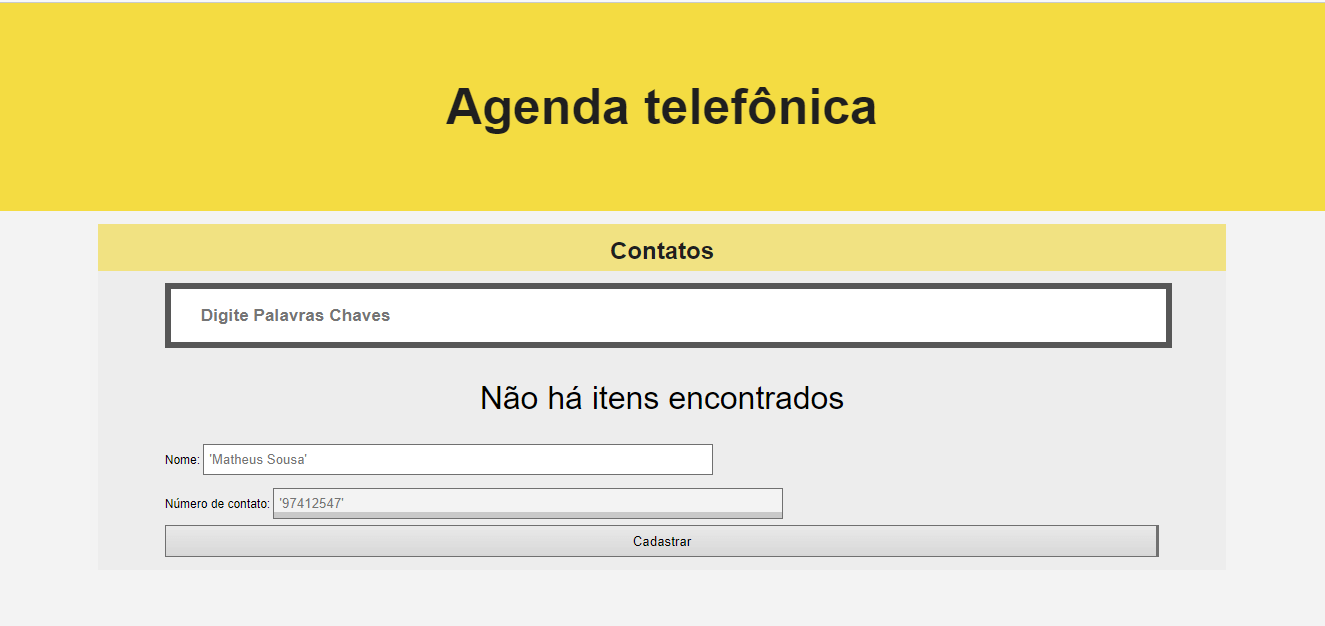 Agenda telefônica
Contatos
Digite Palavras Chaves
Não há itens encontrados
Nome: 'Matheus Sousa'
Número de contato: '97412547'
Cadastrar